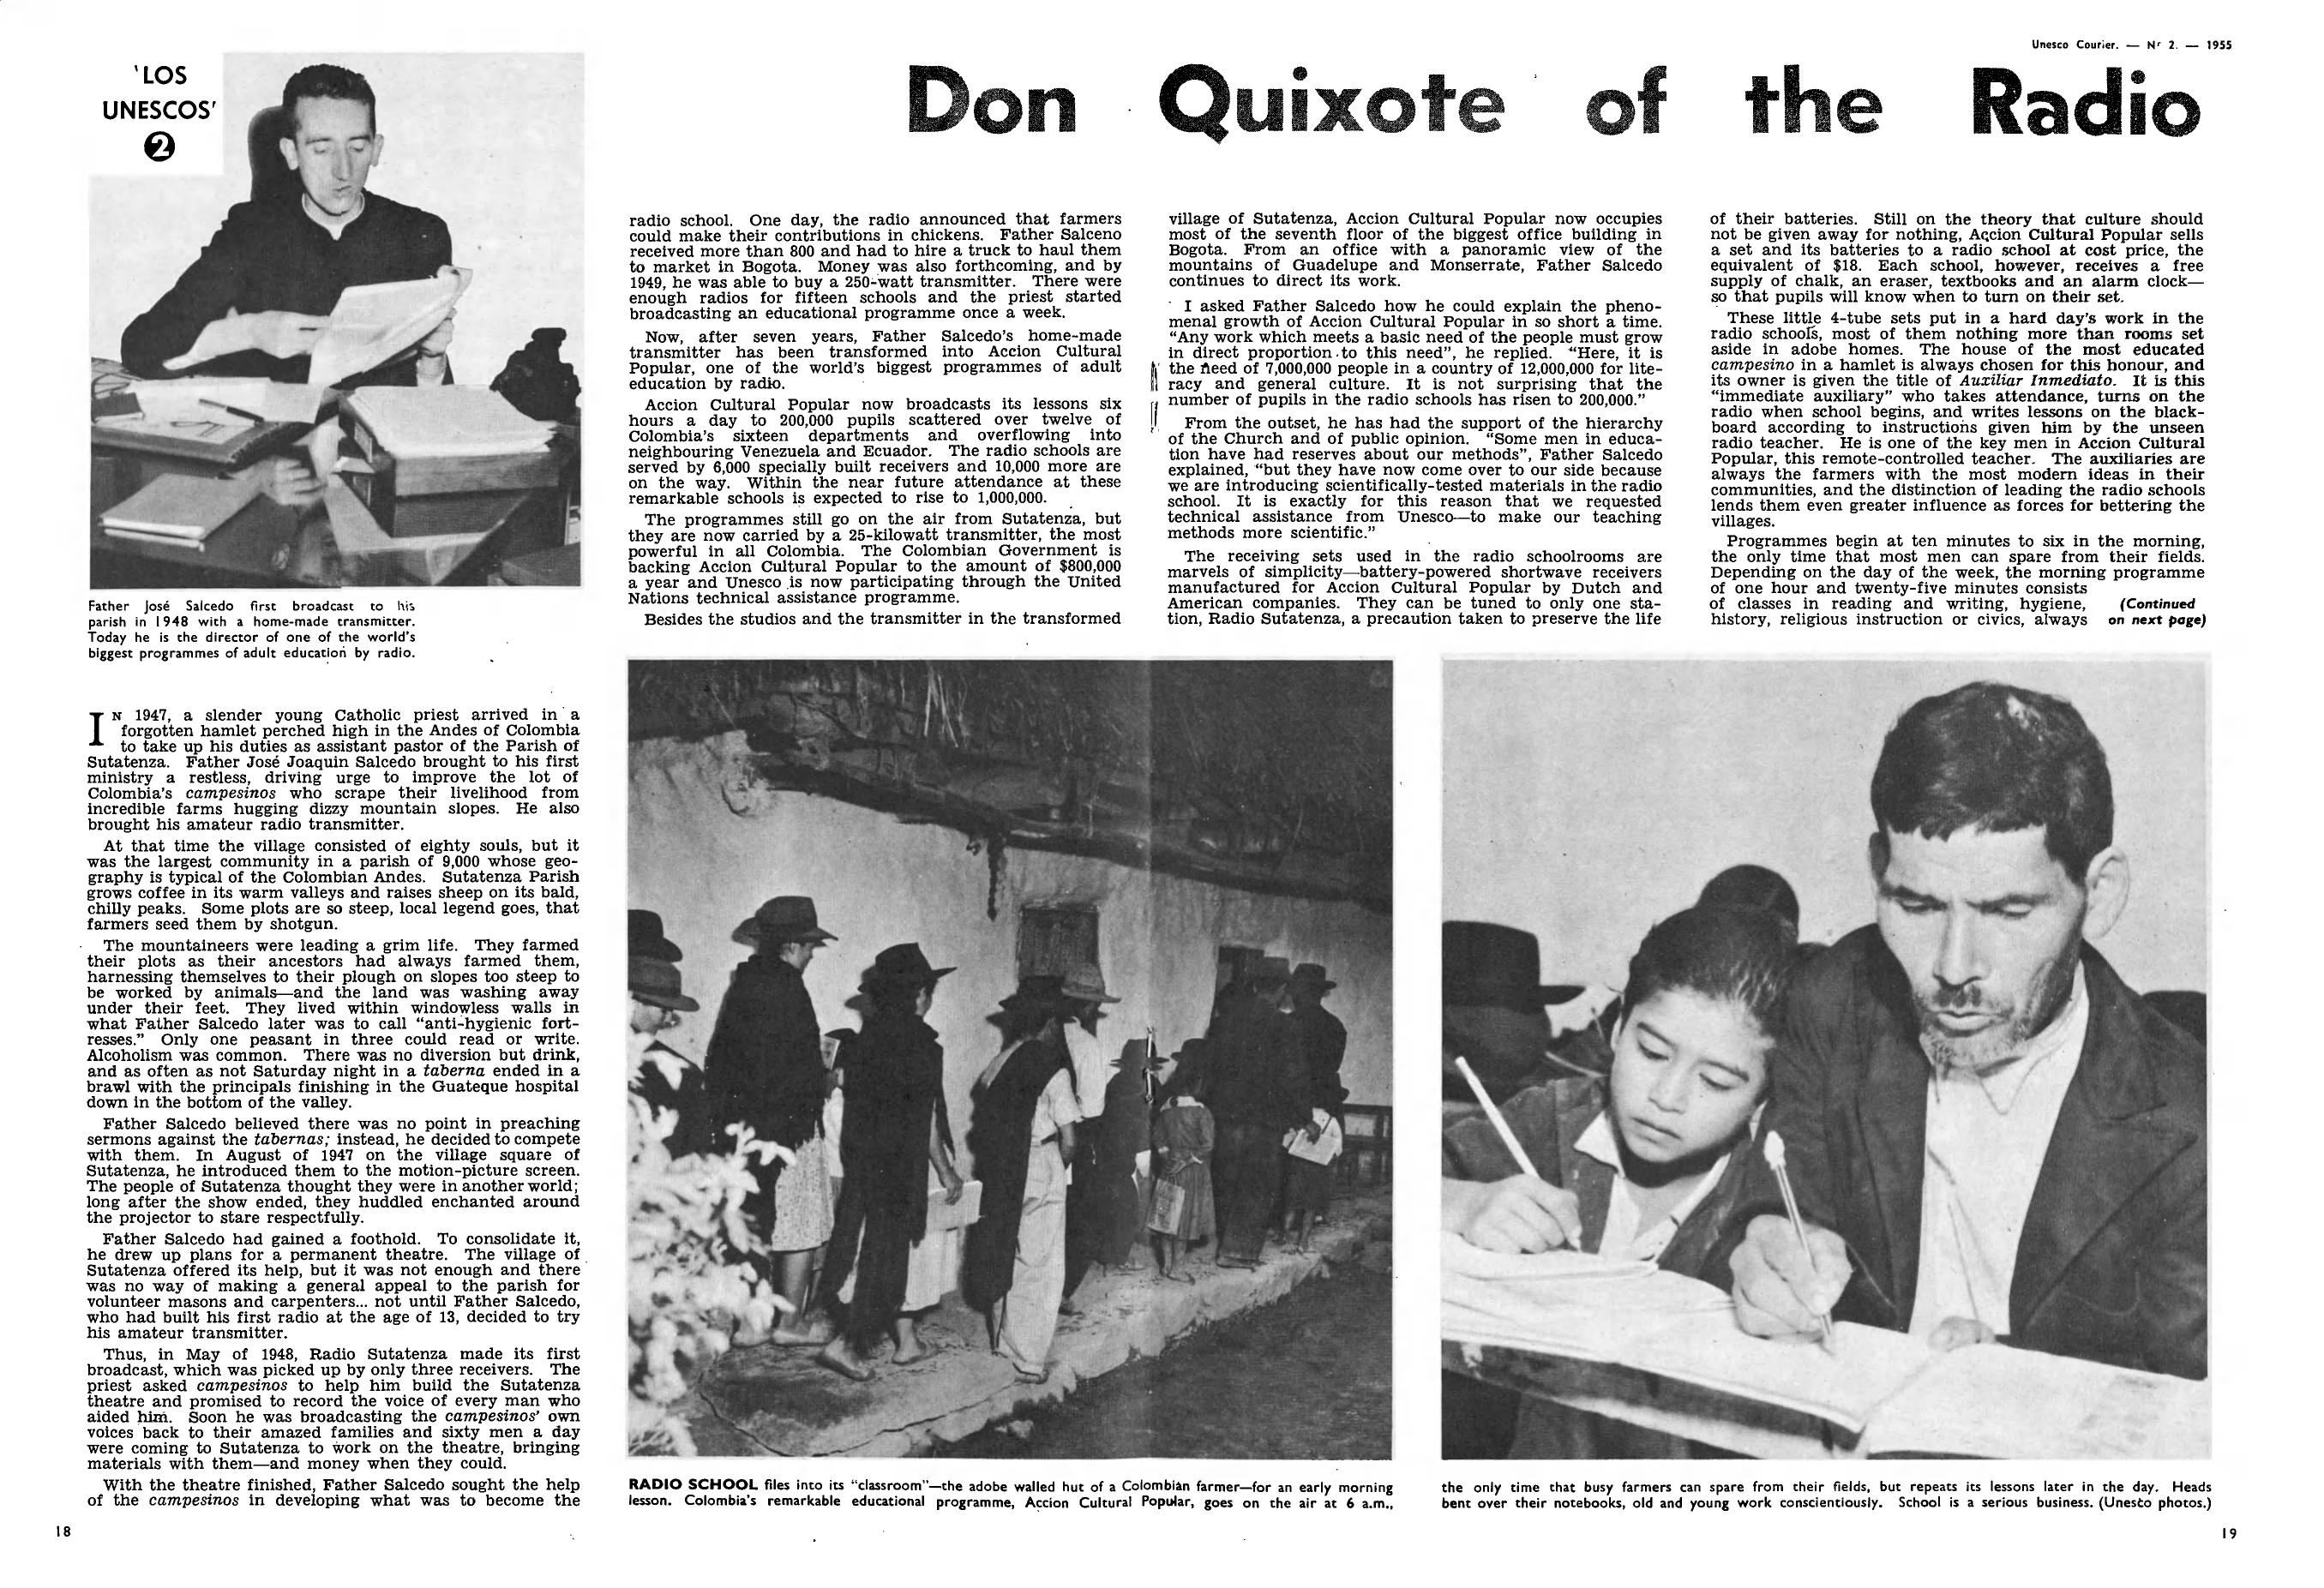 Unesco Courier. — Nr 2. — 1955
'LOS
UNESCOS'
2
Don Quixote of the Radio
Father José Salcedo first broadcast to his
parish in 1948 with a home-made transmitter.
Today he is the director of one of the world's
biggest programmes of adult education by radio.
IN 1947, a slender young Catholic priest arrived in a
forgotten hamlet perched high in the Andes of Colombia
to take up his duties as assistant pastor of the Parish of
Sutatenza. Father José Joaquin Salcedo brought to his first
ministry a restless, driving urge to improve the lot of
Colombia's campesinos who scrape their livelihood from
incredible farms hugging dizzy mountain slopes. He also
brought his amateur radio transmitter.
At that time the village consisted of eighty souls, but it
was the largest community in a parish of 9,000 whose geo-
graphy is typical of the Colombian Andes. Sutatenza Parish
grows coffee in its warm valleys and raises sheep on its bald,
chilly peaks. Some plots are so steep, local legend goes, that
farmers seed them by shotgun.
The mountaineers were leading a grim life. They farmed
their plots as their ancestors had always farmed them,
harnessing themselves to their plough on slopes too steep to
be worked by animals—and the land was washing away
under their feet. They lived within windowless walls in
what Father Salcedo later was to call "anti-hygienic fort-
resses." Only one peasant in three could read or write.
Alcoholism was common. There was no diversion but drink,
and as often as not Saturday night in a taberna ended in a
brawl with the principals finishing in the Guateque hospital
down in the bottom of the valley.
Father Salcedo believed there was no point in preaching
sermons against the tabernas; instead, he decided to compete
with them. In August of 1947 on the village square of
Sutatenza, he introduced them to the motion-picture screen.
The people of Sutatenza thought they were in another world;
long after the show ended, they huddled enchanted around
the projector to stare respectfully.
Father Salcedo had gained a foothold. To consolidate it,
he drew up plans for a permanent theatre. The village of
Sutatenza offered its help, but it was not enough and there
was no way of making a general appeal to the parish for
volunteer masons and carpenters... not until Father Salcedo,
who had built his first radio at the age of 13, decided to try
his amateur transmitter.
Thus, in May of 1948, Radio Sutatenza made its first
broadcast, which was picked up by only three receivers. The
priest asked campesinos to help him build the Sutatenza
theatre and promised to record the voice of every man who
aided him. Soon he was broadcasting the campesinos' own
voices back to their amazed families and sixty men a day
were coming to Sutatenza to work on the theatre, bringing
materials with them—and money when they could.
With the theatre finished, Father Salcedo sought the help
of the campesinos in developing what was to become the
radio school. One day, the radio announced that farmers
could make their contributions in chickens. Father Salceno
received more than 800 and had to hire a truck to haul them
to market in Bogota. Money was also forthcoming, and by
1949, he was able to buy a 250-watt transmitter. There were
enough radios for fifteen schools and the priest started
broadcasting an educational programme once a week.
Now, after seven years, Father Salcedo's home-made
transmitter has been transformed into Accion Cultural
Popular, one of the world's biggest programmes of adult
education by radio.
Accion Cultural Popular now broadcasts its lessons six
hours a day to 200,000 pupils scattered over twelve of
Colombia's sixteen departments and overflowing into
neighbouring Venezuela and Ecuador. The radio schools are
served by 6,000 specially built receivers and 10,000 more are
on the way. Within the near future attendance at these
remarkable schools is expected to rise to 1,000,000.
The programmes still go on the air from Sutatenza, but
they are now carried by a 25-kilowatt transmitter, the most
powerful in all Colombia. The Colombian Government is
backing Accion Cultural Popular to the amount of $800,000
a year and Unesco is now participating through the United
Nations technical assistance programme.
Besides the studios and the transmitter in the transformed
village of Sutatenza, Accion Cultural Popular now occupies
most of the seventh floor of the biggest office building in
Bogota. From an office with a panoramic view of the
mountains of Guadelupe and Monserrate, Father Salcedo
continues to direct its work.
I asked Father Salcedo how he could explain the pheno-
menal growth of Accion Cultural Popular in so short a time.
"Any work which meets a basic need of the people must grow
in direct proportion to this need", he replied. "Here, it is
the need of 7,000,000 people in a country of 12,000,000 for lite-
racy and general culture. It is not surprising that the
number of pupils in the radio schools has risen to 200,000."
From the outset, he has had the support of the hierarchy
of the Church and of public opinion. "Some men in educa-
tion have had reserves about our methods", Father Salcedo
explained, "but they have now come over to our side because
we are introducing scientifically-tested materials in the radio
school. It is exactly for this reason that we requested
technical assistance from Unesco—to make our teaching
methods more scientific."
The receiving sets used in the radio schoolrooms are
marvels of simplicity—battery-powered shortwave receivers
manufactured for Accion Cultural Popular by Dutch and
American companies. They can be tuned to only one sta-
tion, Radio Sutatenza, a precaution taken to preserve the life
of their batteries. Still on the theory that culture should
not be given away for nothing, Accion Cultural Popular sells
a set and its batteries to a radio school at cost price, the
equivalent of $18. Each school, however, receives a free
supply of chalk, an eraser, textbooks and an alarm clock—
so that pupils will know when to turn on their set.
These little 4-tube sets put in a hard day's work in the
radio schools, most of them nothing more than rooms set
aside in adobe homes. The house of the most educated
campesino in a hamlet is always chosen for this honour, and
its owner is given the title of Auxiliar Inmediato. It is this
"immediate auxiliary" who takes attendance, turns on the
radio when school begins, and writes lessons on the black-
board according to instructions given him by the unseen
radio teacher. He is one of the key men in Accion Cultural
Popular, this remote-controlled teacher. The auxiliaries are
always the farmers with the most modern ideas in their
communities, and the distinction of leading the radio schools
lends them even greater influence as forces for bettering the
villages.
Programmes begin at ten minutes to six in the morning,
the only time that most men can spare from their fields.
Depending on the day of the week, the morning programme
of one hour and twenty-five minutes consists
of classes in reading and writing, hygiene,
history, religious instruction or civics, always
(Continued
on next page)
RADIO SCHOOL files into its "classroom"—the adobe walled hut of a Colombian farmer—for an early morning
lesson. Colombia's remarkable educational programme, Accion Cultural Popular, goes on the air at 6 a.m.,
the only time that busy farmers can spare from their fields, but repeats its lessons later in the day. Heads
bent over their notebooks, old and young work conscientiously. School is a serious business. (Unesco photos.)
18
19